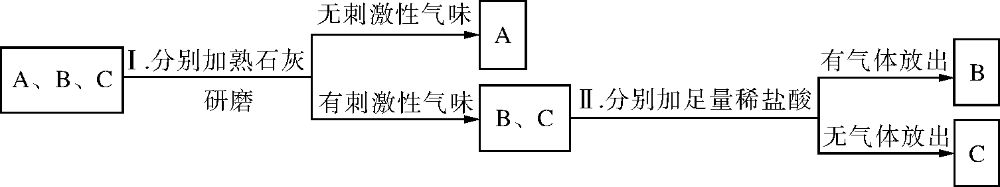 A、B、C
Ⅰ.分别加熟石灰
研磨
无刺激性气味
A
有刺激性气味
B、C
Ⅱ.分别加足量稀盐酸
有气体放出
B
无气体放出
C